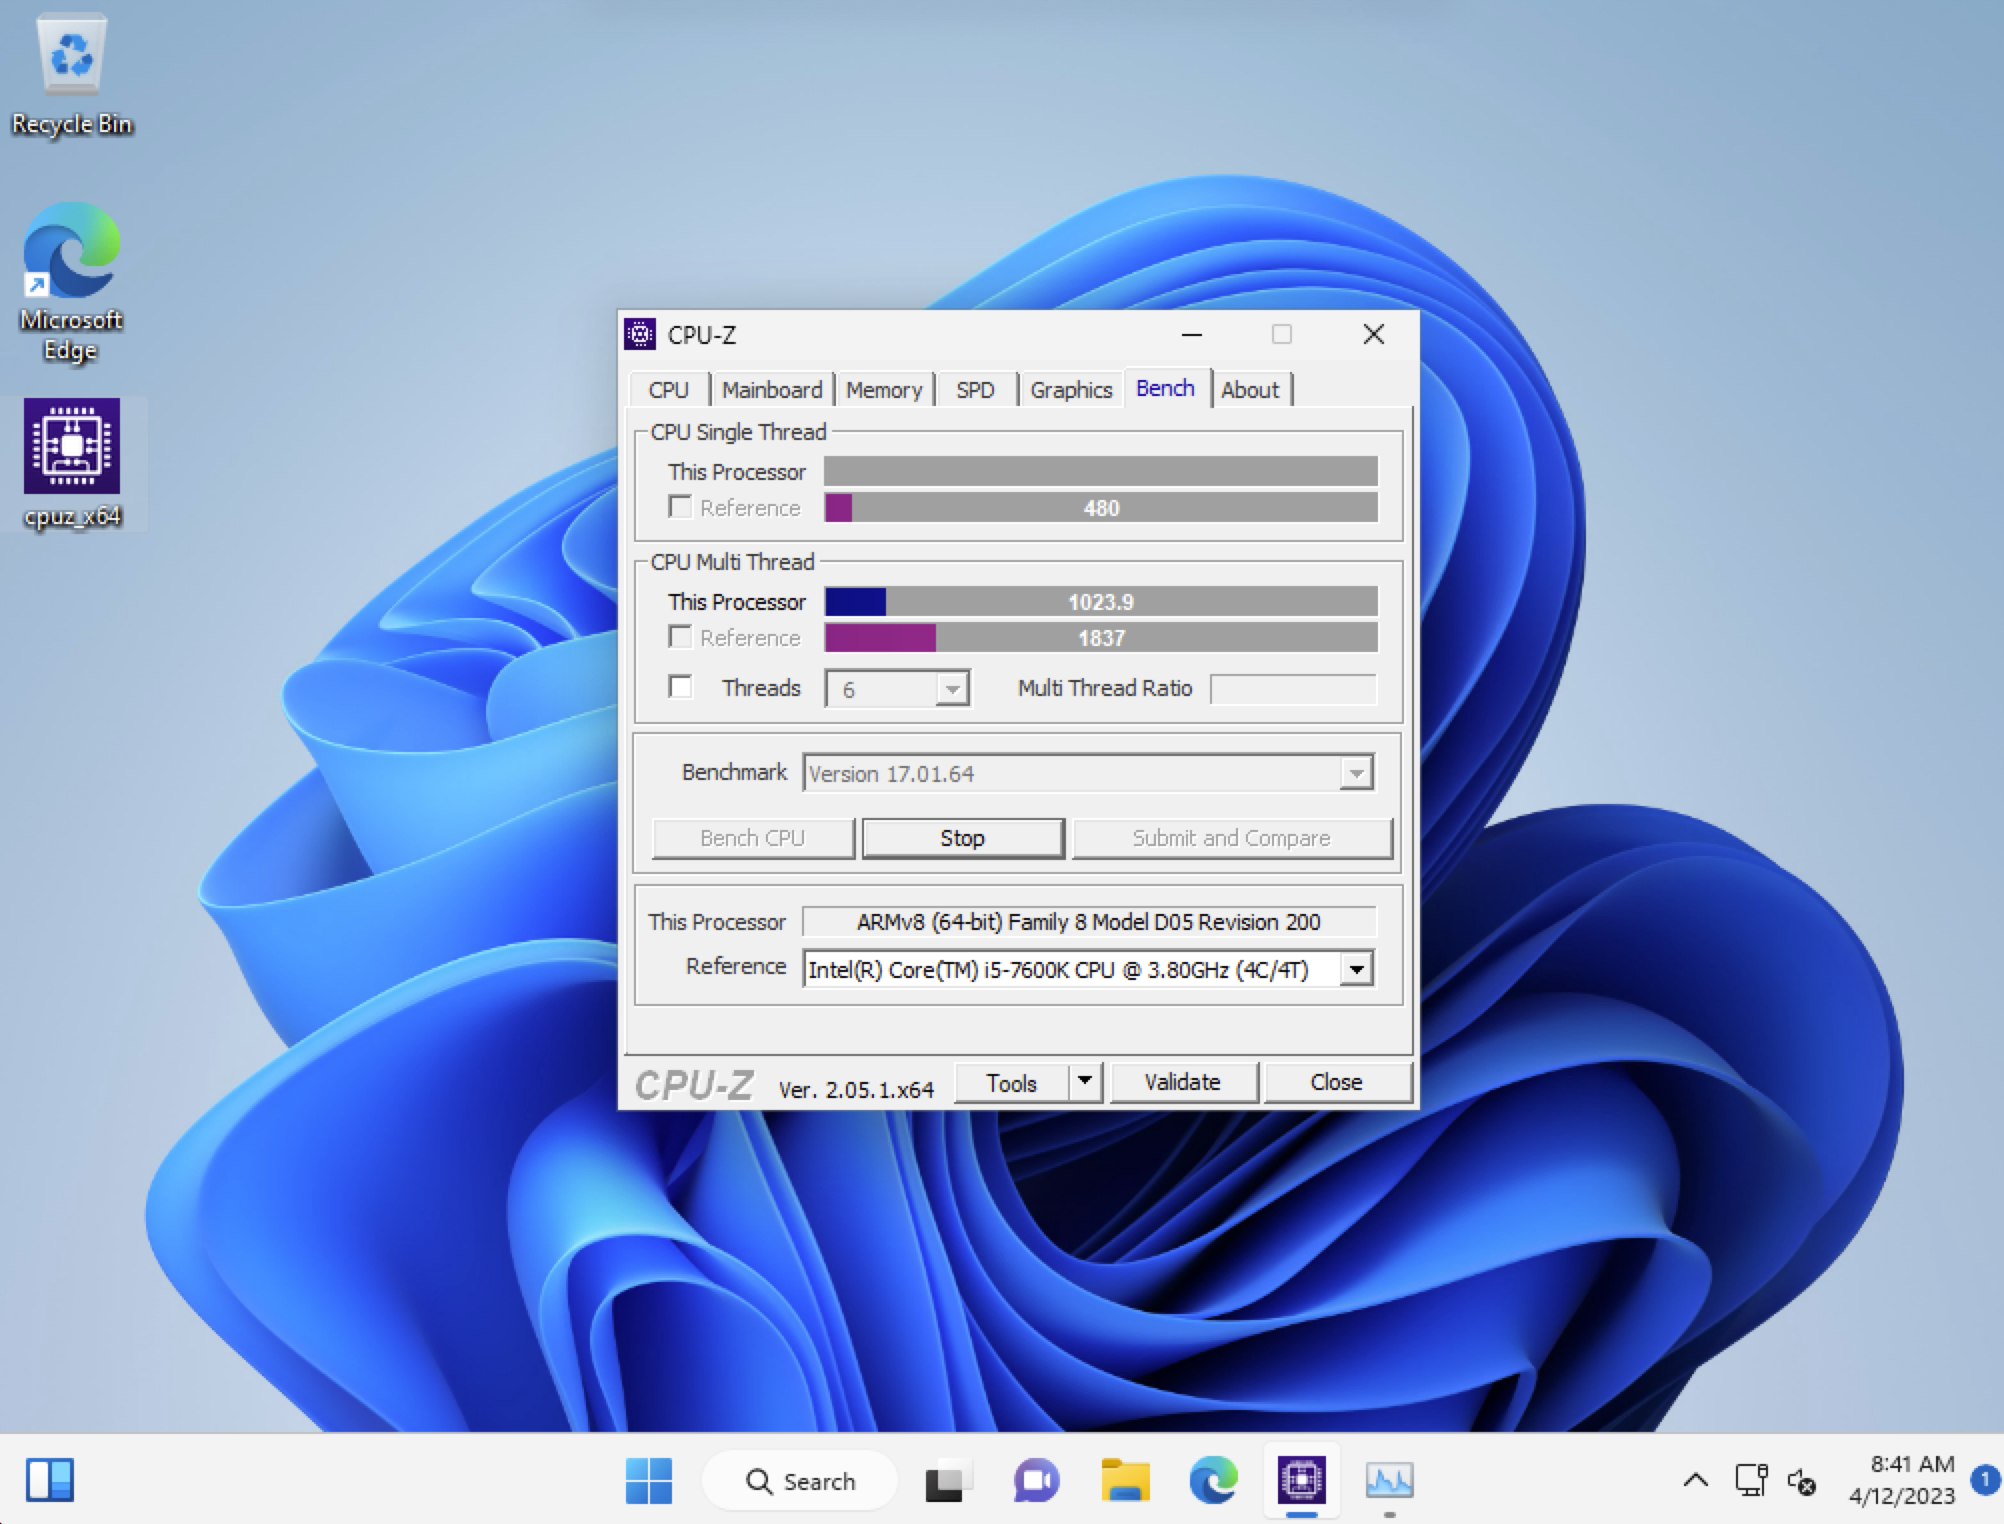 Recycle Bin
Microsoft
Edge
cpuz_x64
CPU-Z
CPU Mainboard Memory SPD Graphics Bench About
CPU Single Thread
This Processor
Reference 480
CPU Multi Thread
This Processor 1023.9
Reference 1837
Threads 6 Multi Thread Ratio
Benchmark Version 17.01.64
Bench CPU Stop Submit and Compare
This Processor ARMv8 (64-bit) Family 8 Model D05 Revision 200
Reference Intel(R) Core(TM) i5-7600K CPU @ 3.80GHz (4C/4T)
CPU-Z Ver. 2.05.1.x64 Tools Validate Close
Search
8:41 AM
4/12/2023
1